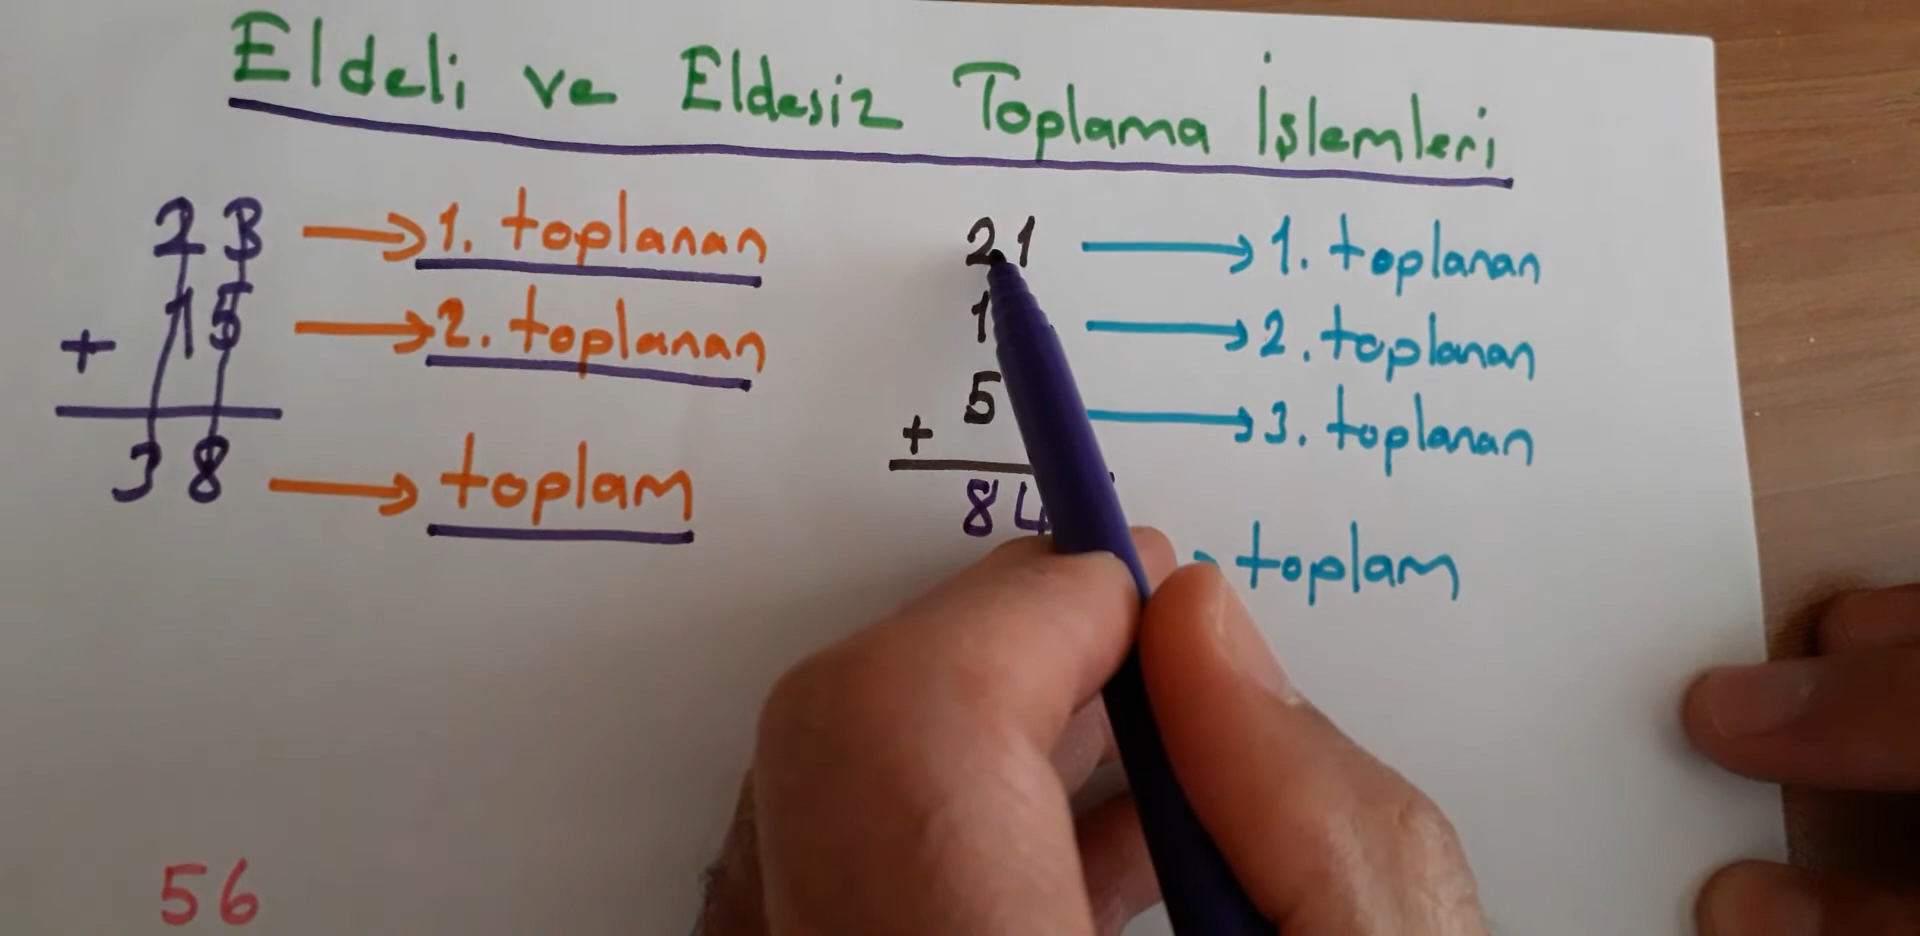 Eldeli ve Eldesiz Toplama İşlemleri
23 → 1. toplanan
+ 15 → 2. toplanan
38 → toplam
21 → 1. toplanan
1 → 2. toplanan
+ 5 → 3. toplanan
84 toplam
56